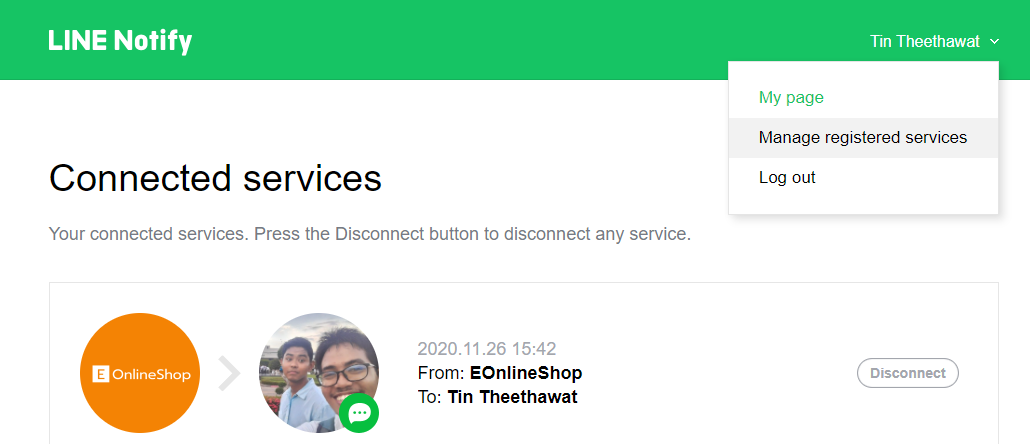 LINE Notify
Tin Theethawat
My page
Manage registered services
Log out
Connected services
Your connected services. Press the Disconnect button to disconnect any service.
E OnlineShop
2020.11.26 15:42
From: EOnlineShop
To: Tin Theethawat
Disconnect